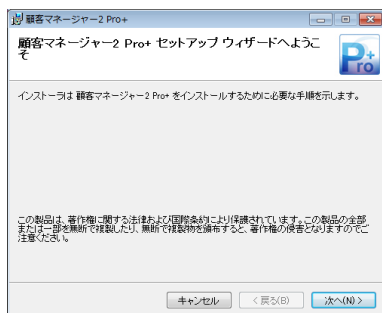 顧客マネージャー2 Pro+
顧客マネージャー2 Pro+ セットアップ ウィザードへようこ
そ
P+
ro
インストーラは 顧客マネージャー2 Pro+ をインストールするために必要な手順を示します。
この製品は、著作権に関する法律および国際条約により保護されています。この製品の全部
または一部を無断で複製したり、無断で複製物を頒布すると、著作権の侵害となりますのでご
注意ください。
キャンセル
< 戻る(B)
次へ(N) >